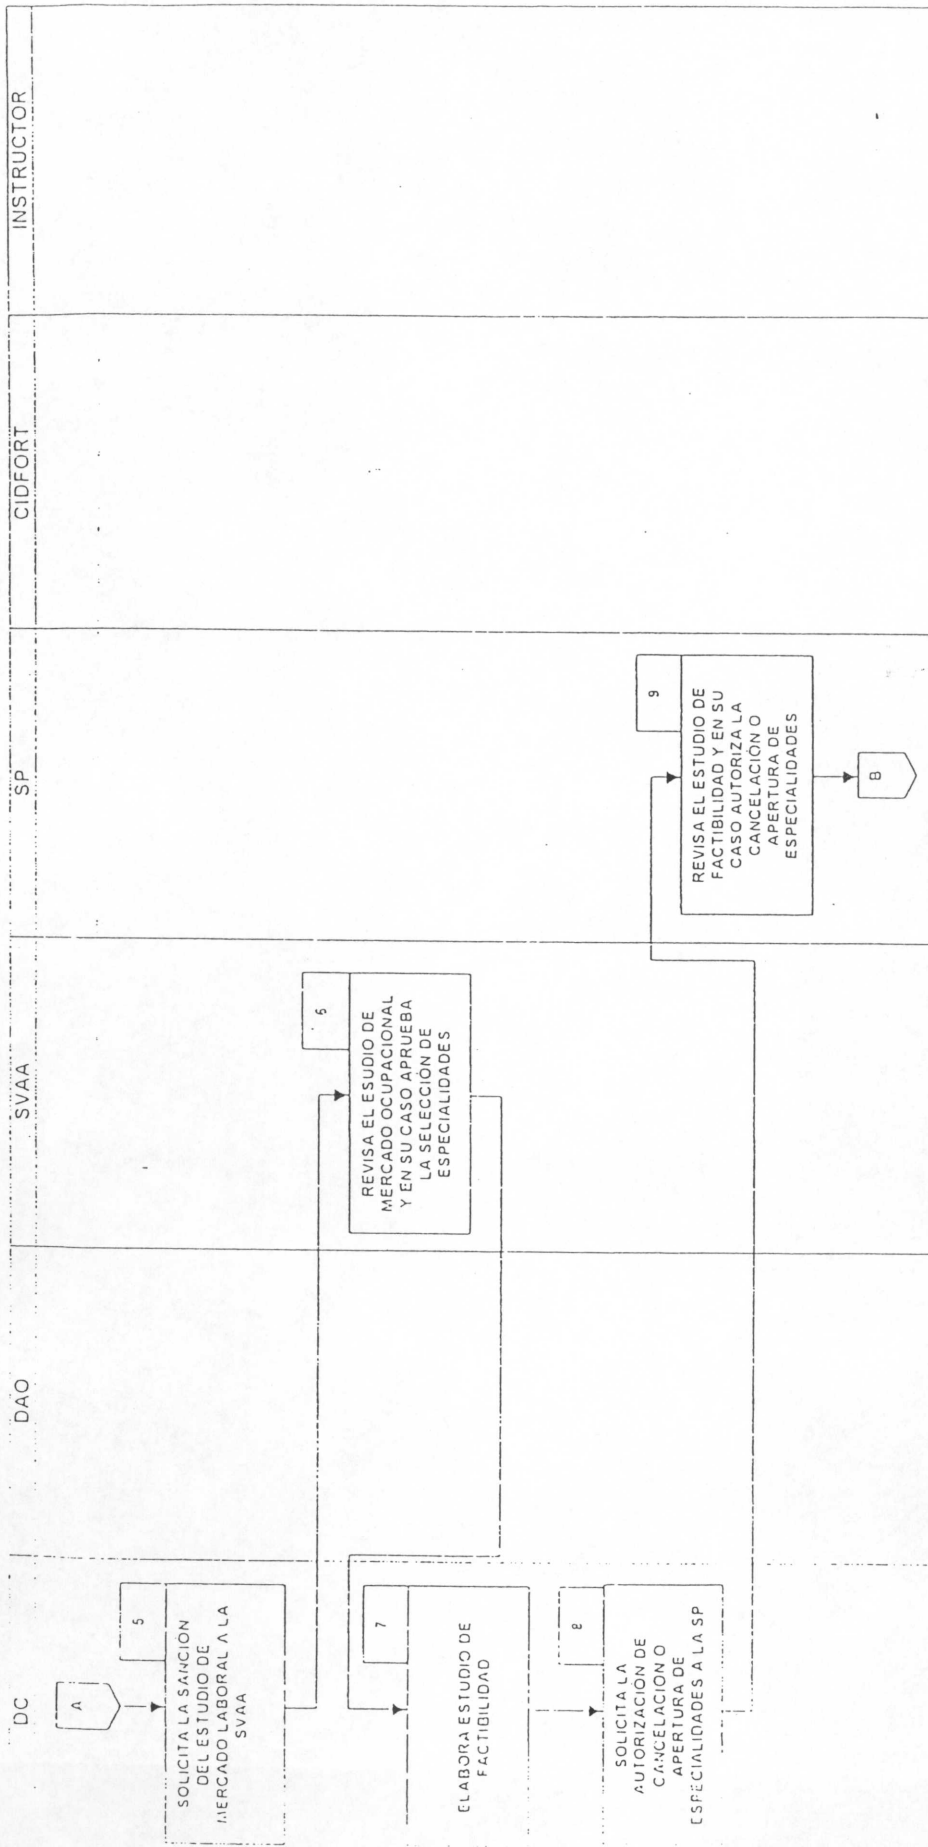 DC
DAO
SVAA
SP
CIDFORT
INSTRUCTOR
A
5
SOLICITA LA SANCIÓN
DEL ESTUDIO DE
MERCADO LABORAL A LA
SVAA
6
REVISA EL ESUDIO DE
MERCADO OCUPACIONAL
Y EN SU CASO APRUEBA
LA SELECCIÓN DE
ESPECIALIDADES
7
ELABORA ESTUDIO DE
FACTIBILIDAD
8
SOLICITA LA
AUTORIZACIÓN DE
CANCELACION O
APERTURA DE
ESPECIALIDADES A LA SP
9
REVISA EL ESTUDIO DE
FACTIBILIDAD Y EN SU
CASO AUTORIZA LA
CANCELACIÓN O
APERTURA DE
ESPECIALIDADES
B